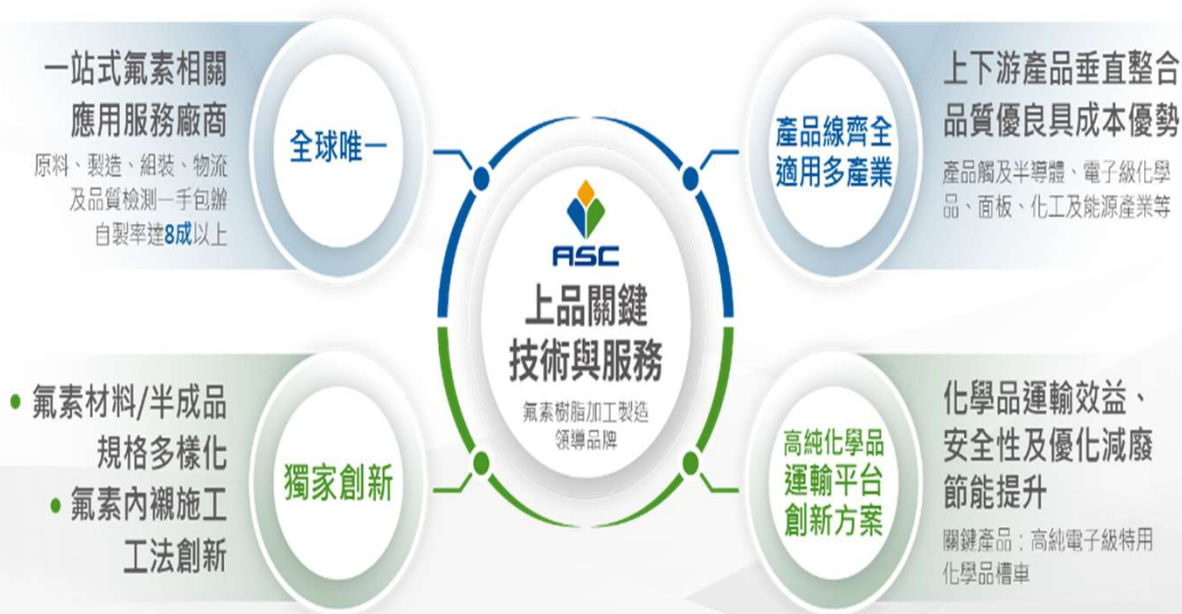 一站式氟素相關
應用服務廠商
原料、製造、組裝、物流
及品質檢測一手包辦
自製率達8成以上
全球唯一
產品線齊全
適用多產業
上下游產品垂直整合
品質優良具成本優勢
產品觸及半導體、電子級化學
品、面板、化工及能源產業等
ASC
上品關鍵
技術與服務
氟素樹脂加工製造
領導品牌
• 氟素材料/半成品
規格多樣化
• 氟素內襯施工
工法創新
獨家創新
高純化學品
運輸平台
創新方案
化學品運輸效益、
安全性及優化減廢
節能提升
關鍵產品：高純電子級特用
化學品槽車